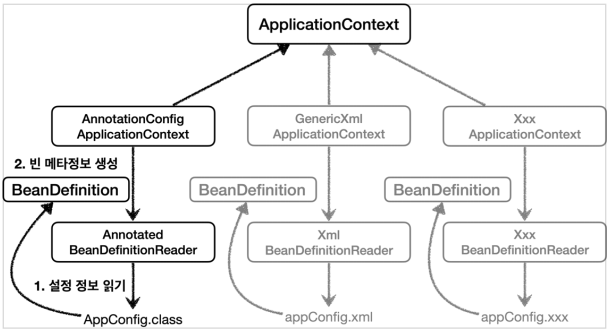 ApplicationContext
AnnotationConfig
ApplicationContext
GenericXml
ApplicationContext
Xxx
ApplicationContext
2. 빈 메타정보 생성
BeanDefinition
BeanDefinition
BeanDefinition
Annotated
BeanDefinitionReader
Xml
BeanDefinitionReader
Xxx
BeanDefinitionReader
1. 설정 정보 읽기
AppConfig.class
appConfig.xml
appConfig.xxx